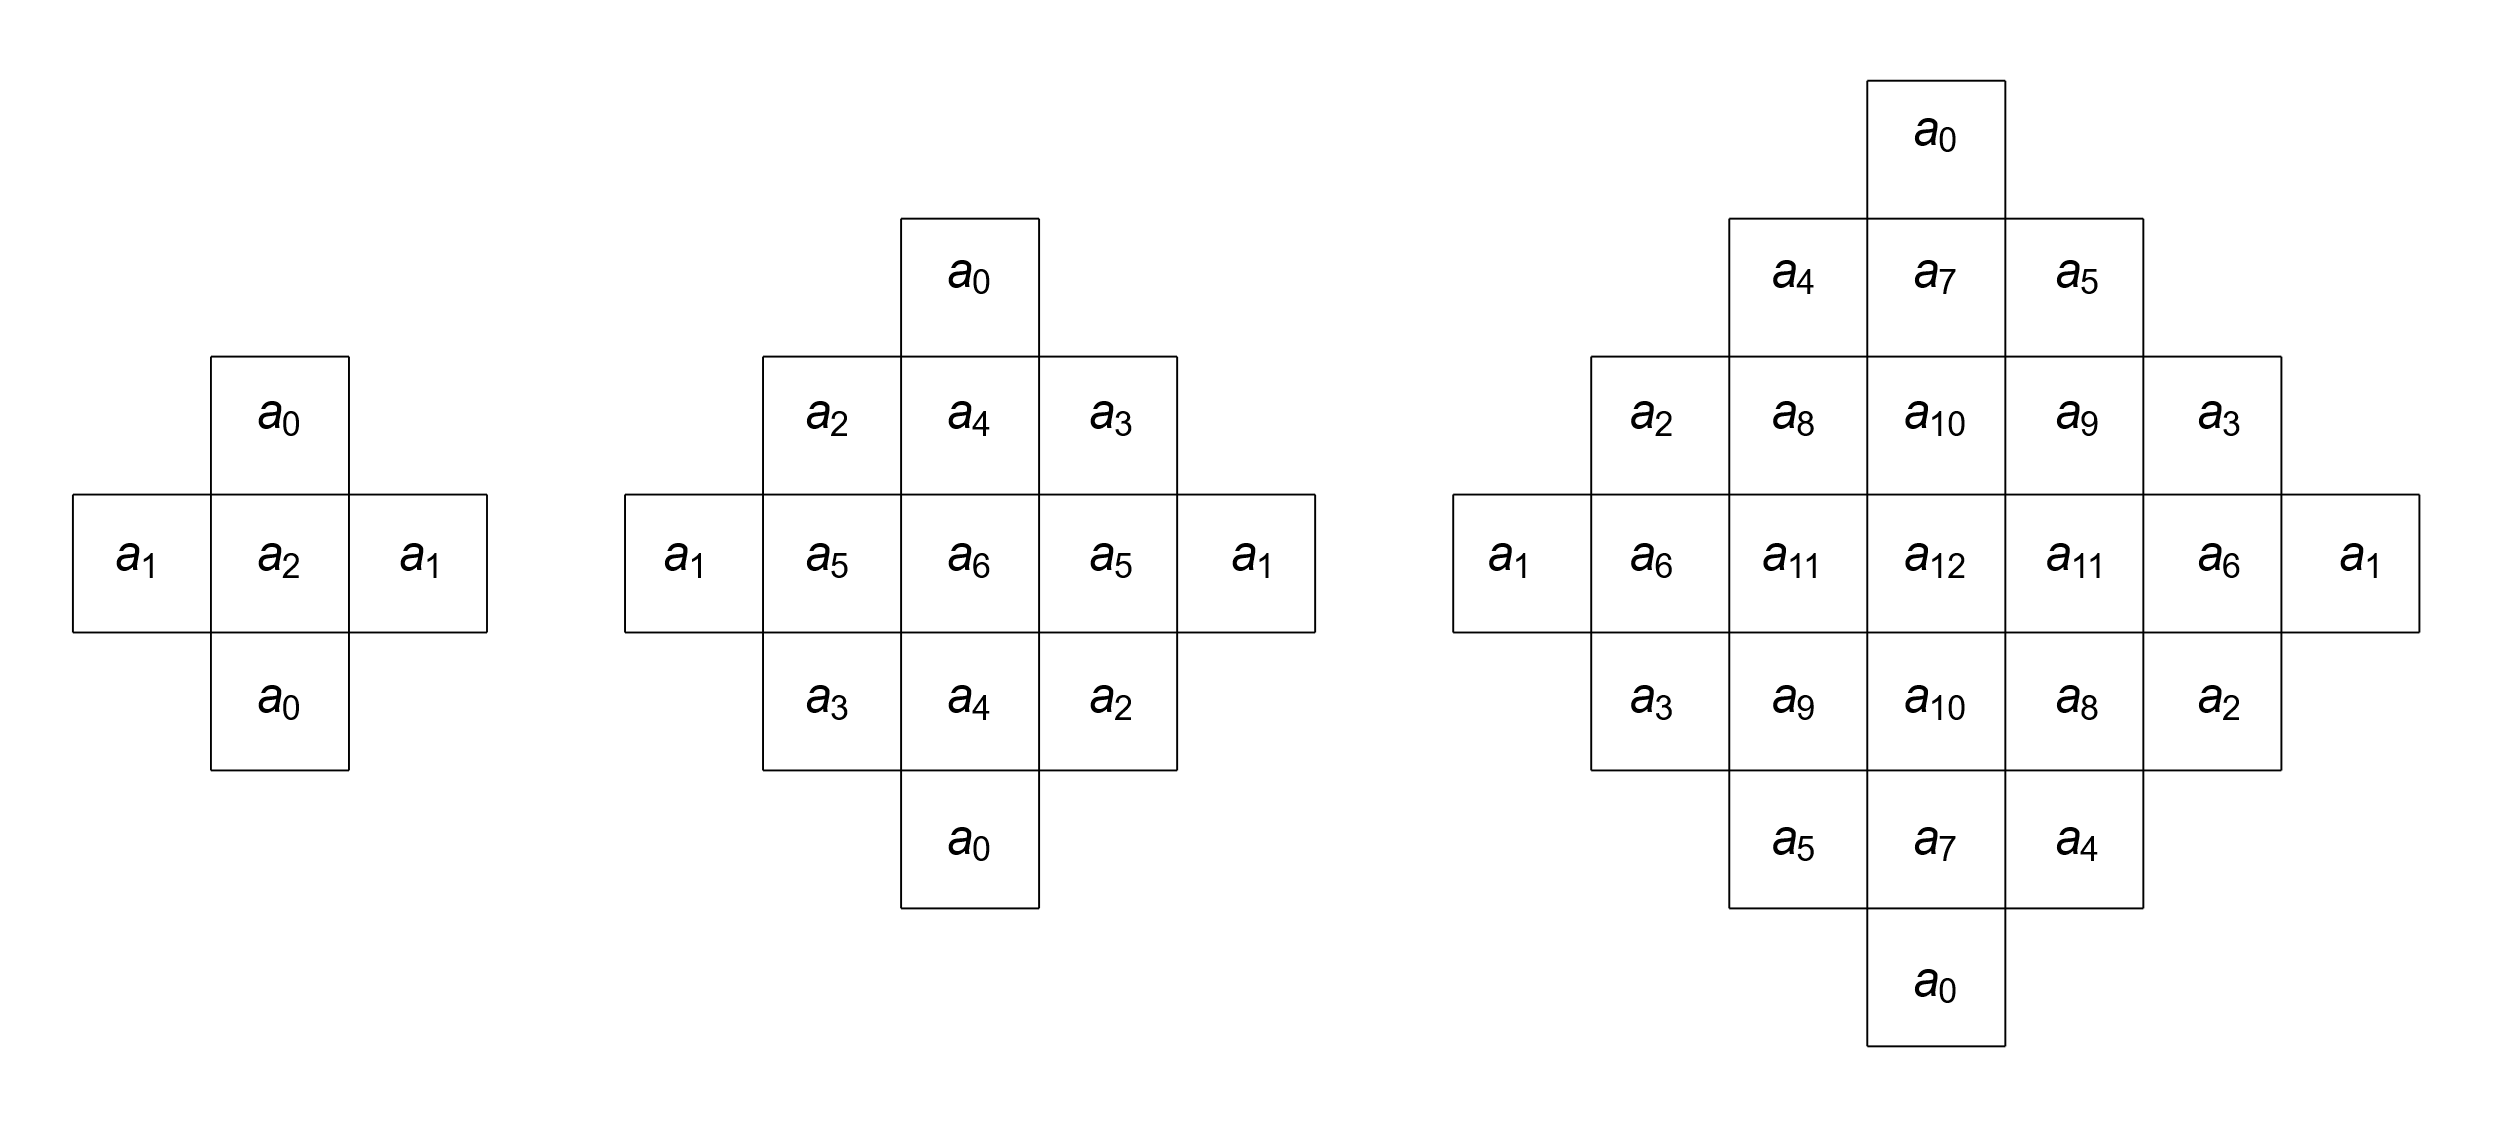 a₀
a₁ a₂ a₁
a₀
a₀
a₂ a₄ a₃
a₁ a₅ a₆ a₅ a₁
a₃ a₄ a₂
a₀
a₀
a₄ a₇ a₅
a₂ a₈ a₁₀ a₉ a₃
a₁ a₆ a₁₁ a₁₂ a₁₁ a₆ a₁
a₃ a₉ a₁₀ a₈ a₂
a₅ a₇ a₄
a₀